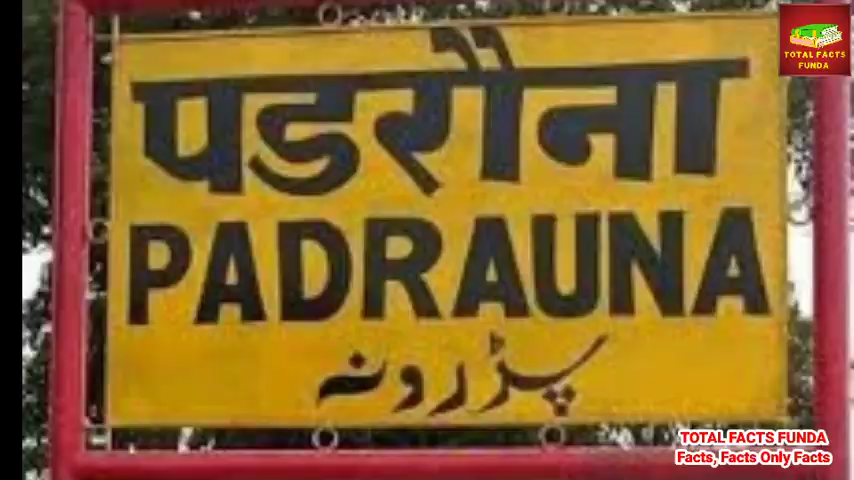 पडरौना
PADRAUNA
پڈرونہ
TOTAL FACTS
FUNDA
TOTAL FACTS FUNDA
Facts, Facts Only Facts